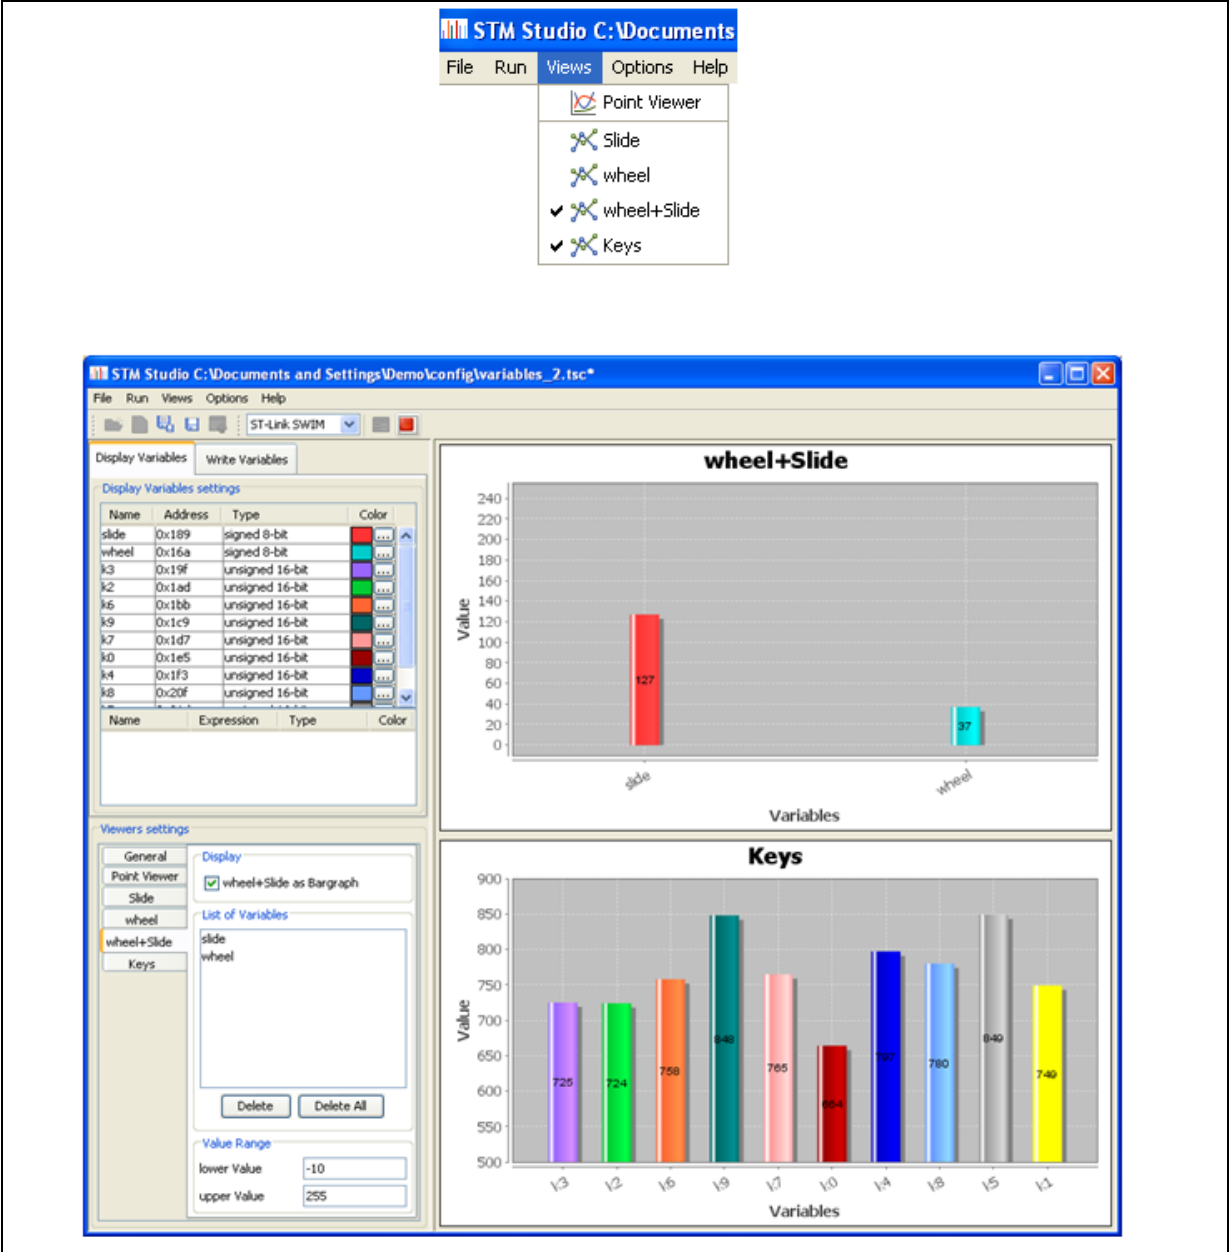 STM Studio C:\Documents
File Run Views Options Help
Point Viewer
Slide
wheel
wheel+Slide
Keys
STM Studio C:\Documents and Settings\Demo\config\variables_2.tsc*
File Run Views Options Help
ST-Link SWIM
Display Variables Write Variables
Display Variables settings
Name Address Type Color
slide 0x189 signed 8-bit ...
wheel 0x16a signed 8-bit ...
k3 0x19f unsigned 16-bit ...
k2 0x1ad unsigned 16-bit ...
k6 0x1bb unsigned 16-bit ...
k9 0x1c9 unsigned 16-bit ...
k7 0x1d7 unsigned 16-bit ...
k0 0x1e5 unsigned 16-bit ...
k4 0x1f3 unsigned 16-bit ...
k8 0x20f unsigned 16-bit ...
Name Expression Type Color
Viewers settings
General
Point Viewer
Slide
wheel
wheel+Slide
Keys
Display
wheel+Slide as Bargraph
List of Variables
slide
wheel
Delete Delete All
Value Range
lower Value -10
upper Value 255
wheel+Slide
Value
240
220
200
180
160
140
120
100
80
60
40
20
0
127
37
slide wheel
Variables
Keys
Value
900
850
800
750
700
650
600
550
500
725 724 758 848 765 664 797 780 849 749
k3 k2 k6 k9 k7 k0 k4 k8 k5 k1
Variables